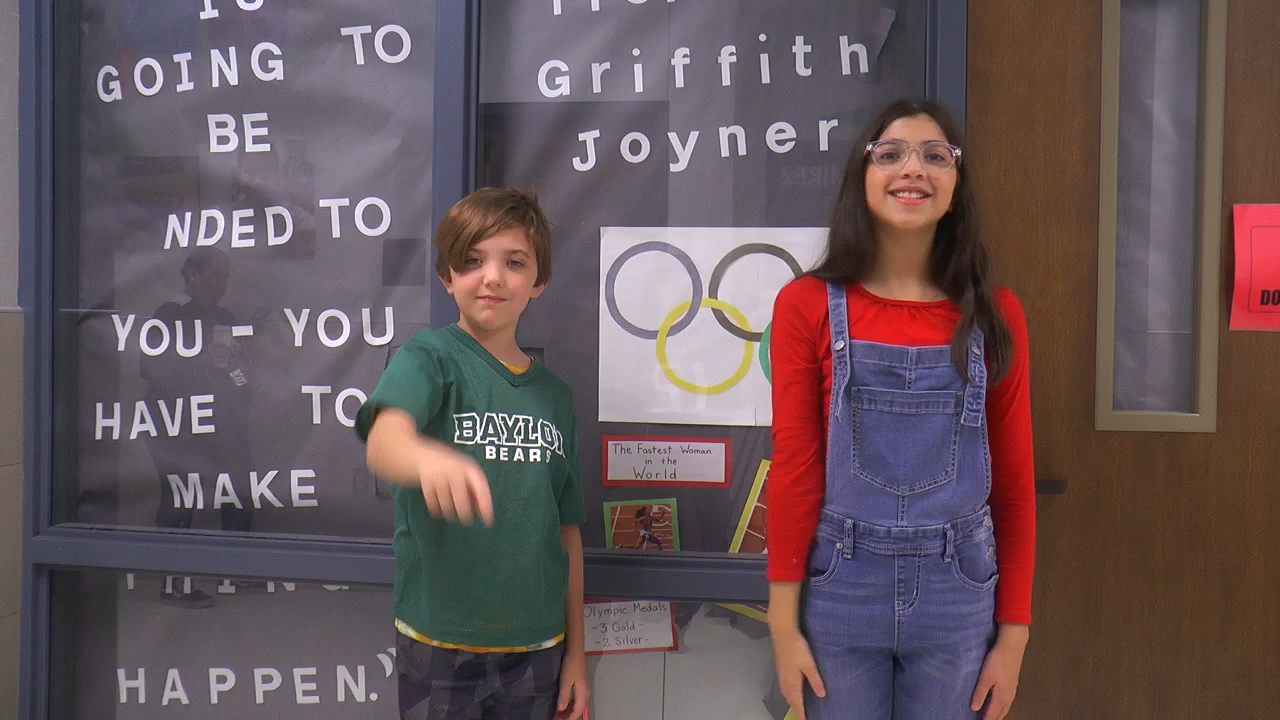 GOING TO
BE
NDED TO
YOU - YOU
HAVE TO
MAKE
HAPPEN."
Griffith
Joyner
The Fastest Woman
in the
World
Olympic Medals
-3 Gold-
-2 Silver-
BAYLOR
BEARS
DO